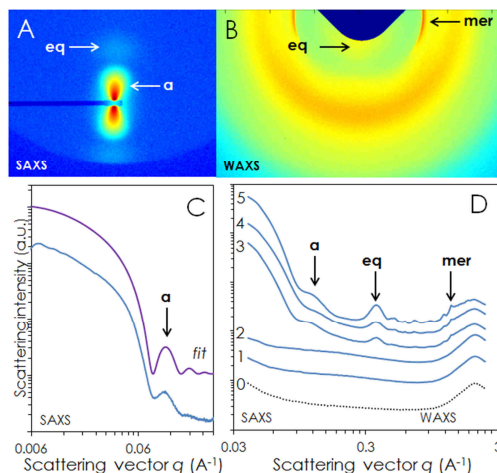 A
eq
a
SAXS
B
eq
mer
WAXS
C
a
fit
SAXS
Scattering intensity (a.u.)
0.006
0.06
Scattering vector q (A-1)
D
5
4
3
2
1
0
a
eq
mer
SAXS
WAXS
0.03
0.3
3
Scattering vector q (A-1)